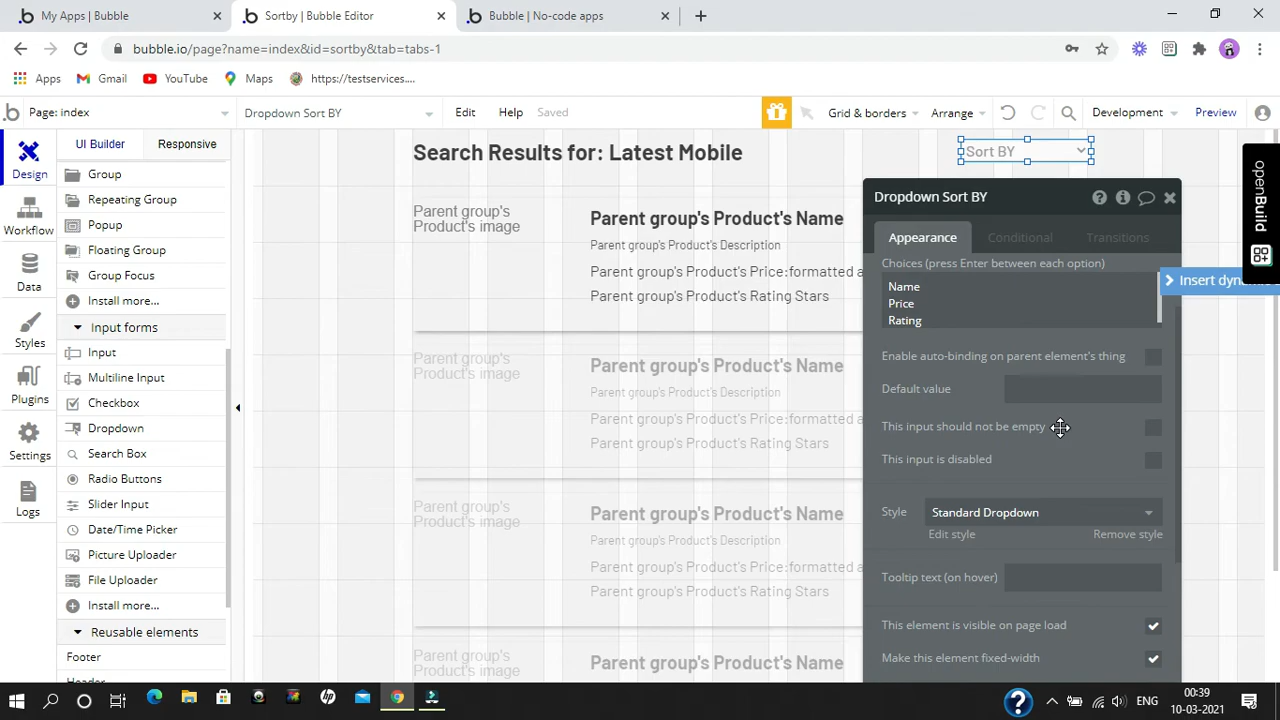 My Apps | Bubble
Sortby | Bubble Editor
Bubble | No-code apps
bubble.io/page?name=index&id=sortby&tab=tabs-1
Apps
Gmail
YouTube
Maps
https://testservices....
Page: index
Dropdown Sort BY
Edit
Help
Saved
Grid & borders
Arrange
Development
Preview
Design
Workflow
Data
Styles
Plugins
Settings
Logs
UI Builder
Responsive
Group
Repeating Group
Popup
Floating Group
Group Focus
Install more...
Input forms
Input
Multiline Input
Checkbox
Dropdown
Search Box
Radio Buttons
Slider Input
Date/Time Picker
Picture Uploader
File Uploader
Install more...
Reusable elements
Footer
Header
Search Results for: Latest Mobile
Sort BY
Parent group's
Product's image
Parent group's Product's Name
Parent group's Product's Description
Parent group's Product's Price:formatted a
Parent group's Product's Rating Stars
Parent group's
Product's image
Parent group's Product's Name
Parent group's Product's Description
Parent group's Product's Price:formatted a
Parent group's Product's Rating Stars
Parent group's
Product's image
Parent group's Product's Name
Parent group's Product's Description
Parent group's Product's Price:formatted a
Parent group's Product's Rating Stars
Parent group's
Product's image
Parent group's Product's Name
Dropdown Sort BY
Appearance
Conditional
Transitions
Choices (press Enter between each option)
Name
Price
Rating
Insert dyn
Enable auto-binding on parent element's thing
Default value
This input should not be empty
This input is disabled
Style
Standard Dropdown
Edit style
Remove style
Tooltip text (on hover)
This element is visible on page load
Make this element fixed-width
openBuild
ENG
00:39
10-03-2021